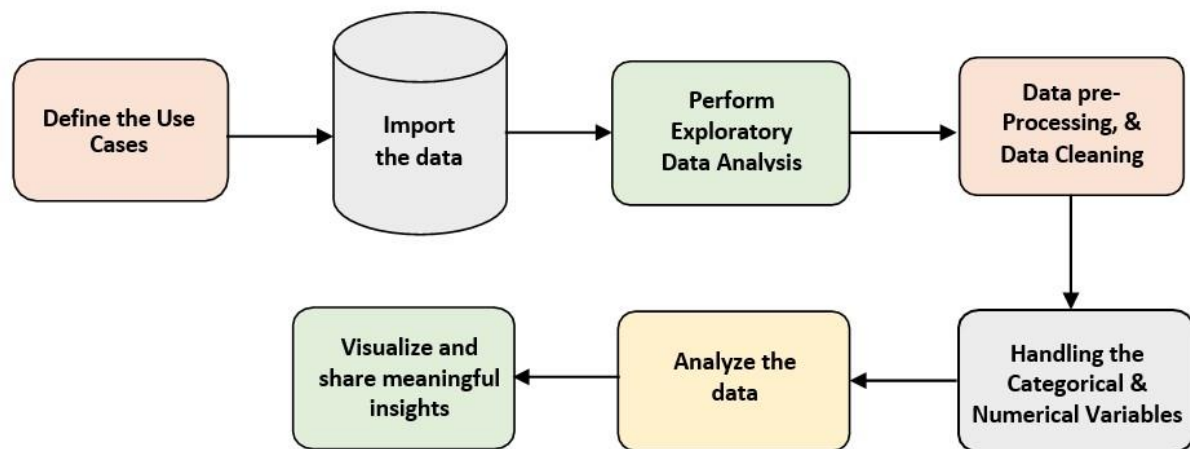 Define the Use
Cases
Import
the data
Perform
Exploratory
Data Analysis
Data pre-
Processing, &
Data Cleaning
Handling the
Categorical &
Numerical Variables
Analyze the
data
Visualize and
share meaningful
insights